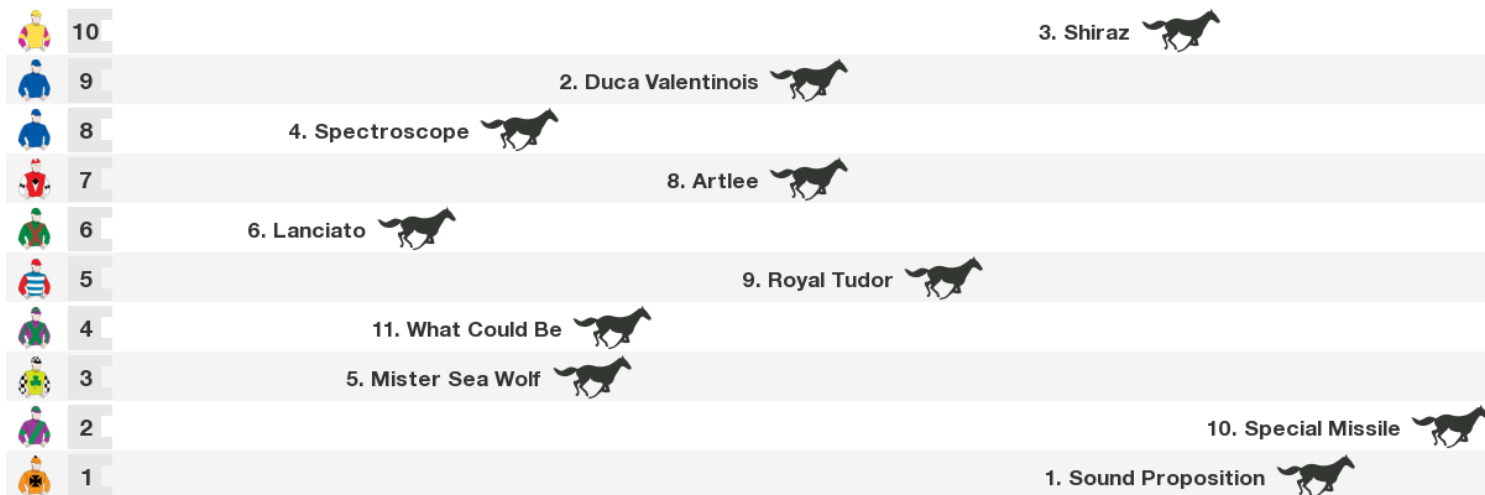 10 3. Shiraz
9 2. Duca Valentinois
8 4. Spectroscope
7 8. Artlee
6 6. Lanciato
5 9. Royal Tudor
4 11. What Could Be
3 5. Mister Sea Wolf
2 10. Special Missile
1 1. Sound Proposition